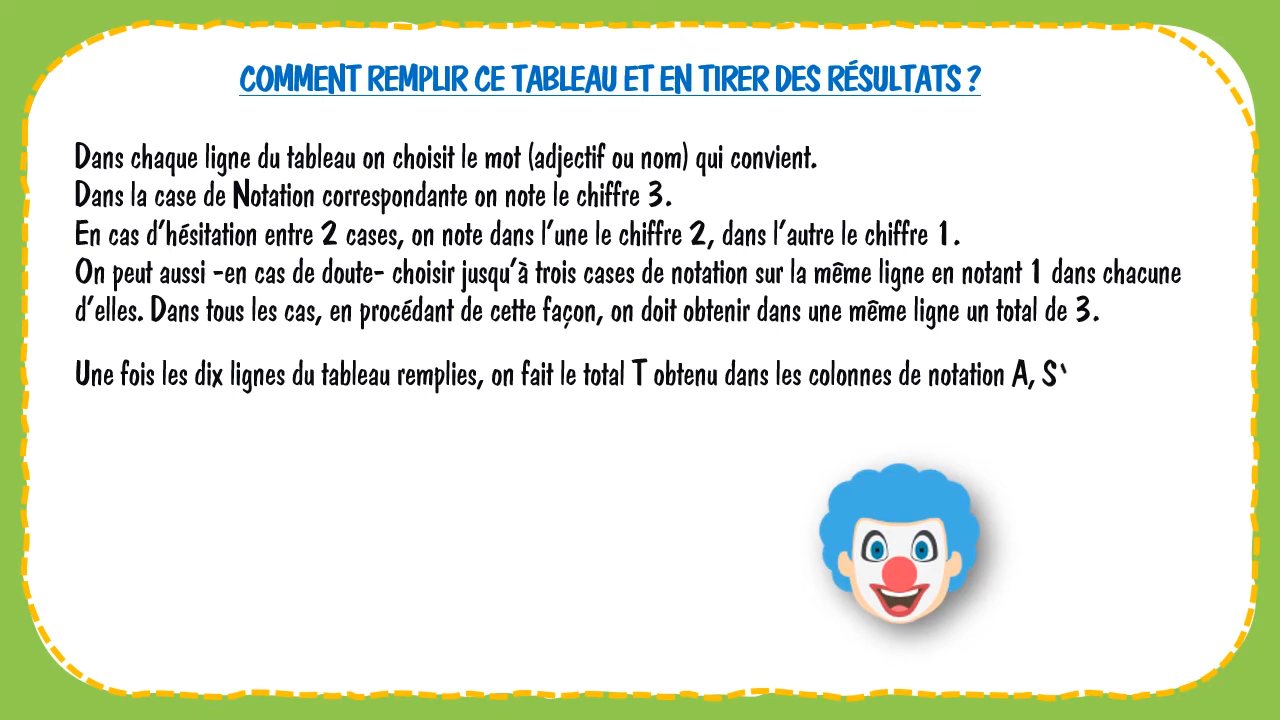 COMMENT REMPLIR CE TABLEAU ET EN TIRER DES RÉSULTATS ?
Dans chaque ligne du tableau on choisit le mot (adjectif ou nom) qui convient.
Dans la case de Notation correspondante on note le chiffre 3.
En cas d'hésitation entre 2 cases, on note dans l'une le chiffre 2, dans l'autre le chiffre 1.
On peut aussi -en cas de doute- choisir jusqu'à trois cases de notation sur la même ligne en notant 1 dans chacune
d'elles. Dans tous les cas, en procédant de cette façon, on doit obtenir dans une même ligne un total de 3.
Une fois les dix lignes du tableau remplies, on fait le total T obtenu dans les colonnes de notation A, S